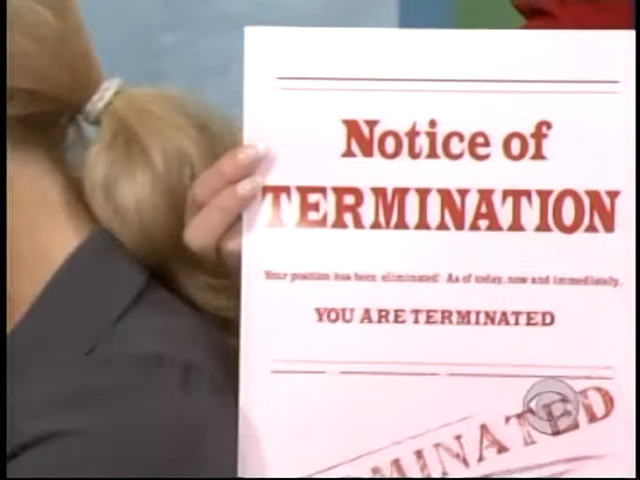 Notice of
TERMINATION
Your position has been eliminated. As of today, now and immediately,
YOU ARE TERMINATED
MINATED